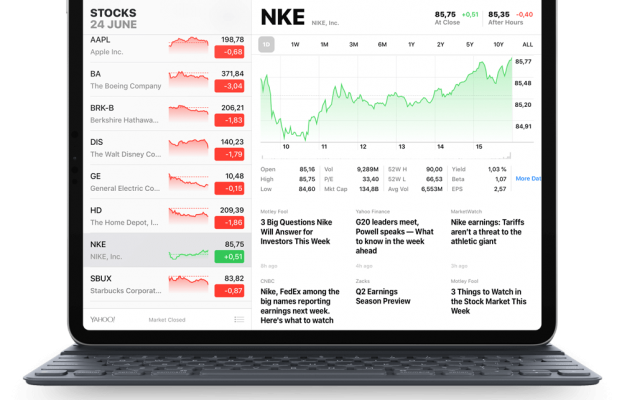 STOCKS
24 JUNE
AAPL 198,78
Apple Inc. -0,68
BA 371,84
The Boeing Company -3,04
BRK-B 206,21
Berkshire Hathawa... -1,83
DIS 140,23
The Walt Disney Co... -1,79
GE 10,48
General Electric Co... -0,15
HD 209,39
The Home Depot, I... -1,86
NKE 85,75
NIKE, Inc. +0,51
SBUX 83,82
Starbucks Corporat... -0,87
YAHOO! Market Closed
NKE NIKE, Inc.
85,75 +0,51 85,35 -0,40
At Close After Hours
1D 1W 1M 3M 6M 1Y 2Y 5Y 10Y ALL
85,77
85,48
85,20
84,91
10 11 12 13 14 15
Open 85,16 Vol 9,289M 52W H 90,00 Yield 1,03 %
High 85,75 P/E 33,40 52W L 66,53 Beta 1,07 More Dat
Low 84,60 Mkt Cap 134,8B Avg Vol 6,553M EPS 2,57
Motley Fool
3 Big Questions Nike
Will Answer for
Investors This Week
8h ago
Yahoo Finance
G20 leaders meet,
Powell speaks — What
to know in the week
ahead
4h ago
MarketWatch
Nike earnings: Tariffs
aren't a threat to the
athletic giant
2h ago
CNBC
Nike, FedEx among the
big names reporting
earnings next week.
Here's what to watch
Zacks
Q2 Earnings
Season Preview
Motley Fool
3 Things to Watch in
the Stock Market This
Week